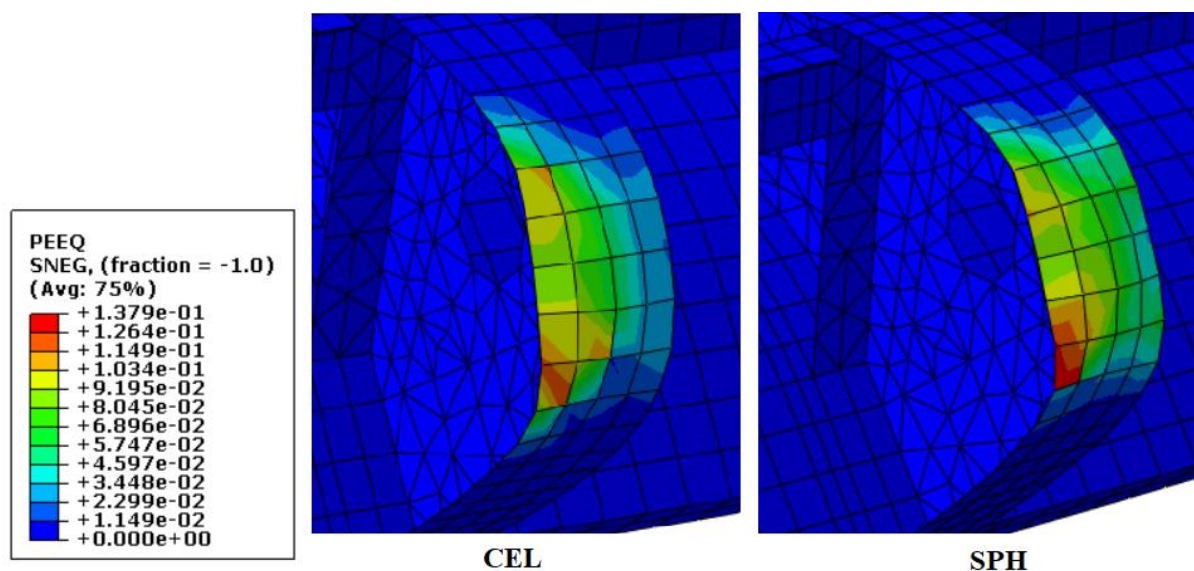 PEEQ
SNEG, (fraction = -1.0)
(Avg: 75%)
+1.379e-01
+1.264e-01
+1.149e-01
+1.034e-01
+9.195e-02
+8.045e-02
+6.896e-02
+5.747e-02
+4.597e-02
+3.448e-02
+2.299e-02
+1.149e-02
+0.000e+00
CEL
SPH